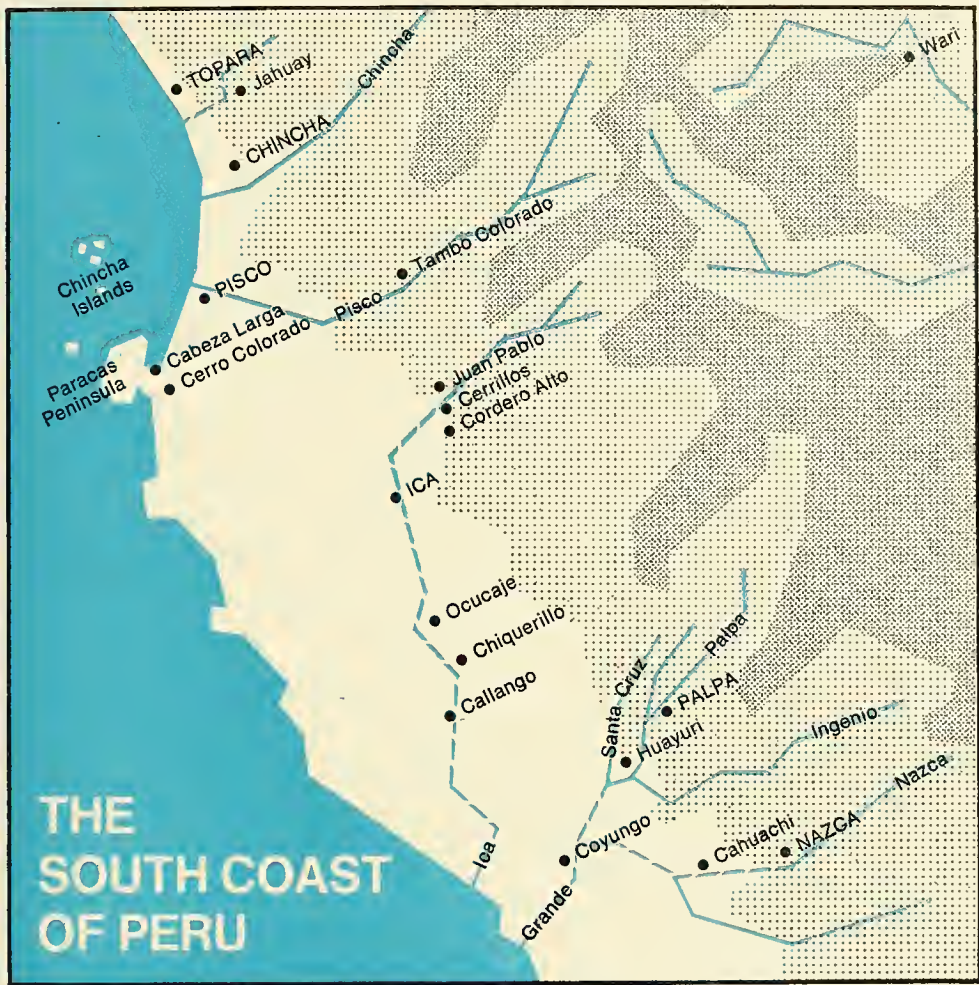 Wari
TOPARA
Jahuay
Chincha
CHINCHA
Tambo Colorado
Chincha
Islands
PISCO
Pisco
Cabeza Larga
Cerro Colorado
Paracas
Peninsula
Juan Pablo
Cerrillos
Cordero Alto
ICA
Ocucaje
Chiquerillo
Callango
Santa Cruz
Palpa
PALPA
Huayuri
Ingenio
Nazca
Coyungo
Cahuachi
NAZCA
Ica
Grande
THE
SOUTH COAST
OF PERU